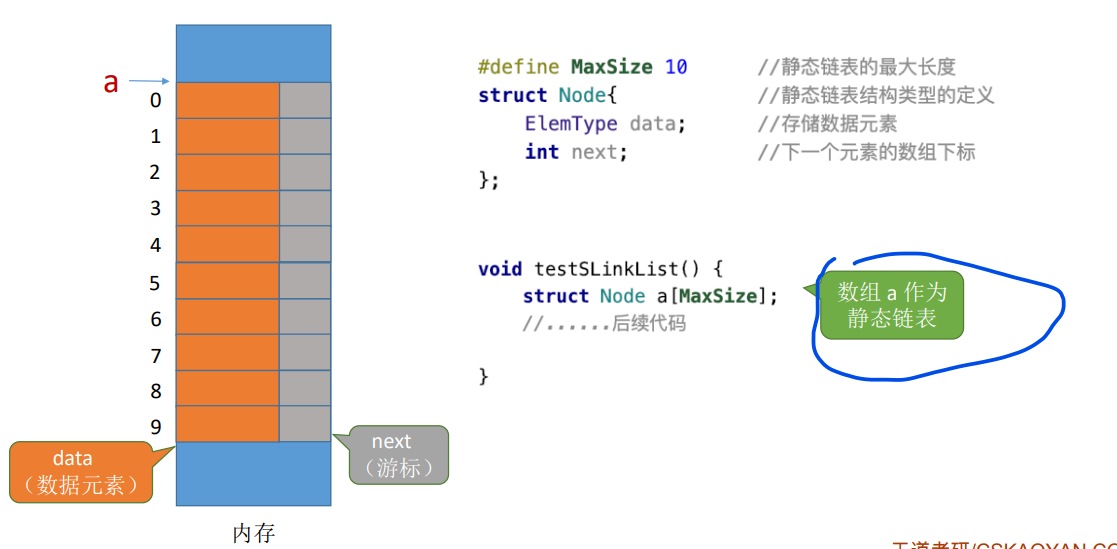 a
0
1
2
3
4
5
6
7
8
9
data
（数据元素）
next
（游标）
内存
#define MaxSize 10 //静态链表的最大长度
struct Node{ //静态链表结构类型的定义
ElemType data; //存储数据元素
int next; //下一个元素的数组下标
};
void testSLinkList() {
struct Node a[MaxSize];
//......后续代码
}
数组 a 作为
静态链表